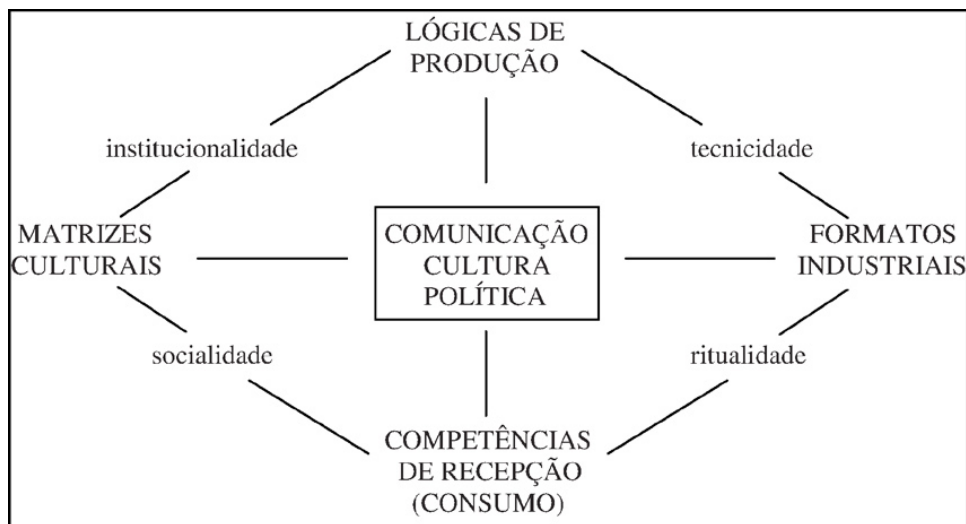 LÓGICAS DE
PRODUÇÃO
institucionalidade
tecnicidade
MATRIZES
CULTURAIS
COMUNICAÇÃO
CULTURA
POLÍTICA
FORMATOS
INDUSTRIAIS
socialidade
ritualidade
COMPETÊNCIAS
DE RECEPÇÃO
(CONSUMO)